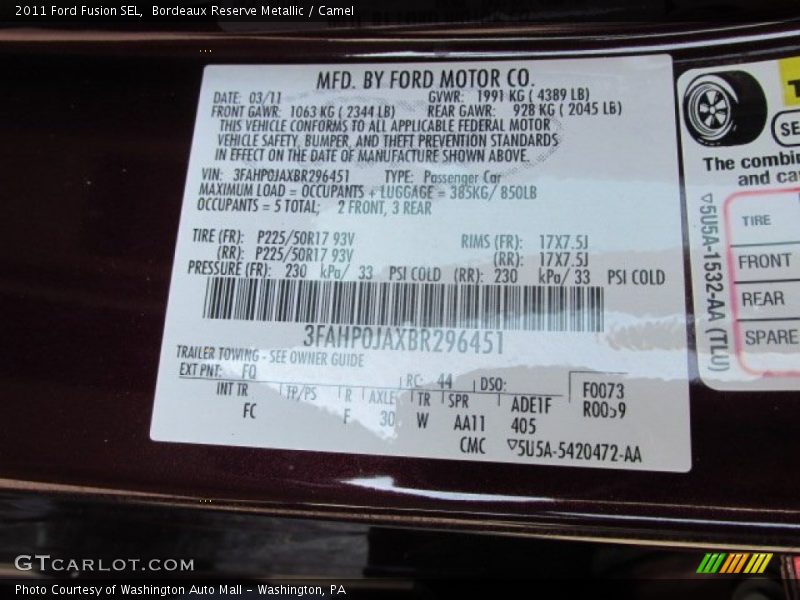 2011 Ford Fusion SEL, Bordeaux Reserve Metallic / Camel
MFD. BY FORD MOTOR CO.
DATE: 03/11 GVWR: 1991 KG ( 4389 LB)
FRONT GAWR: 1063 KG ( 2344 LB) REAR GAWR: 928 KG ( 2045 LB)
THIS VEHICLE CONFORMS TO ALL APPLICABLE FEDERAL MOTOR
VEHICLE SAFETY, BUMPER, AND THEFT PREVENTION STANDARDS
IN EFFECT ON THE DATE OF MANUFACTURE SHOWN ABOVE.
VIN: 3FAHP0JAXBR296451 TYPE: Passenger Car
MAXIMUM LOAD = OCCUPANTS + LUGGAGE = 385KG/ 850LB
OCCUPANTS = 5 TOTAL; 2 FRONT, 3 REAR
TIRE (FR): P225/50R17 93V RIMS (FR): 17X7.5J
(RR): P225/50R17 93V (RR): 17X7.5J
PRESSURE (FR): 230 kPa/ 33 PSI COLD (RR): 230 kPa/ 33 PSI COLD
3FAHP0JAXBR296451
TRAILER TOWING - SEE OWNER GUIDE
EXT PNT: FQ RC: 44 DSO: F0073
INT TR TP/PS R AXLE TR SPR ADE1F
FC F 30 W AA11 405
CMC ▽5U5A-5420472-AA
The combin
and ca
TIRE
FRONT
REAR
SPARE
▽5U5A-1532-AA (TLU)
GTCARLOT.COM
Photo Courtesy of Washington Auto Mall - Washington, PA